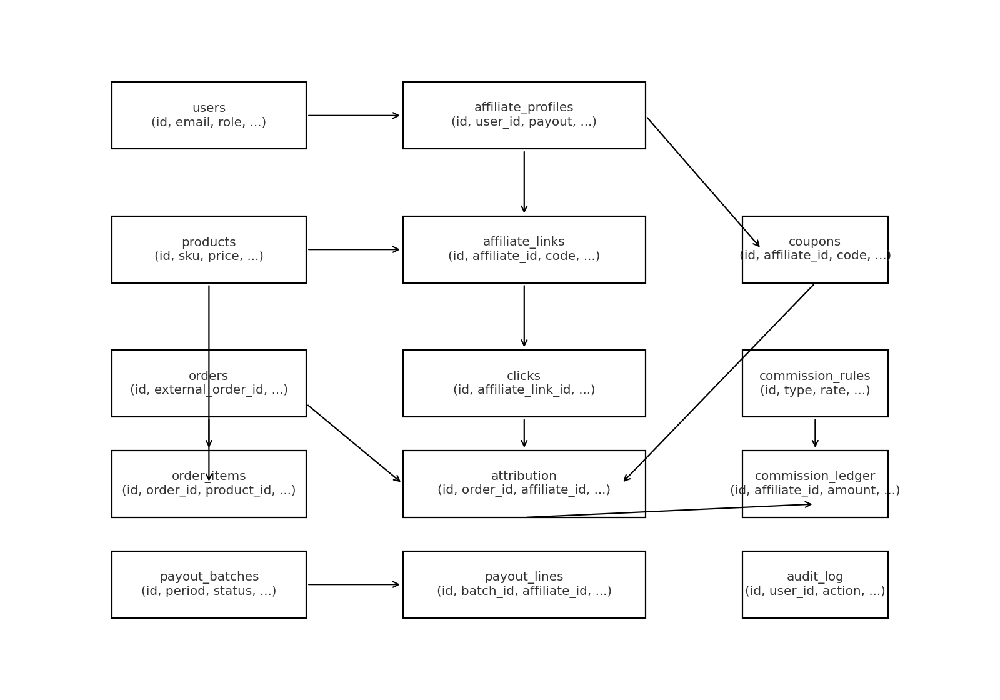 users
(id, email, role, ...)
affiliate_profiles
(id, user_id, payout, ...)
products
(id, sku, price, ...)
affiliate_links
(id, affiliate_id, code, ...)
coupons
(id, affiliate_id, code, ...)
orders
(id, external_order_id, ...)
clicks
(id, affiliate_link_id, ...)
commission_rules
(id, type, rate, ...)
order_items
(id, order_id, product_id, ...)
attribution
(id, order_id, affiliate_id, ...)
commission_ledger
(id, affiliate_id, amount, ...)
payout_batches
(id, period, status, ...)
payout_lines
(id, batch_id, affiliate_id, ...)
audit_log
(id, user_id, action, ...)